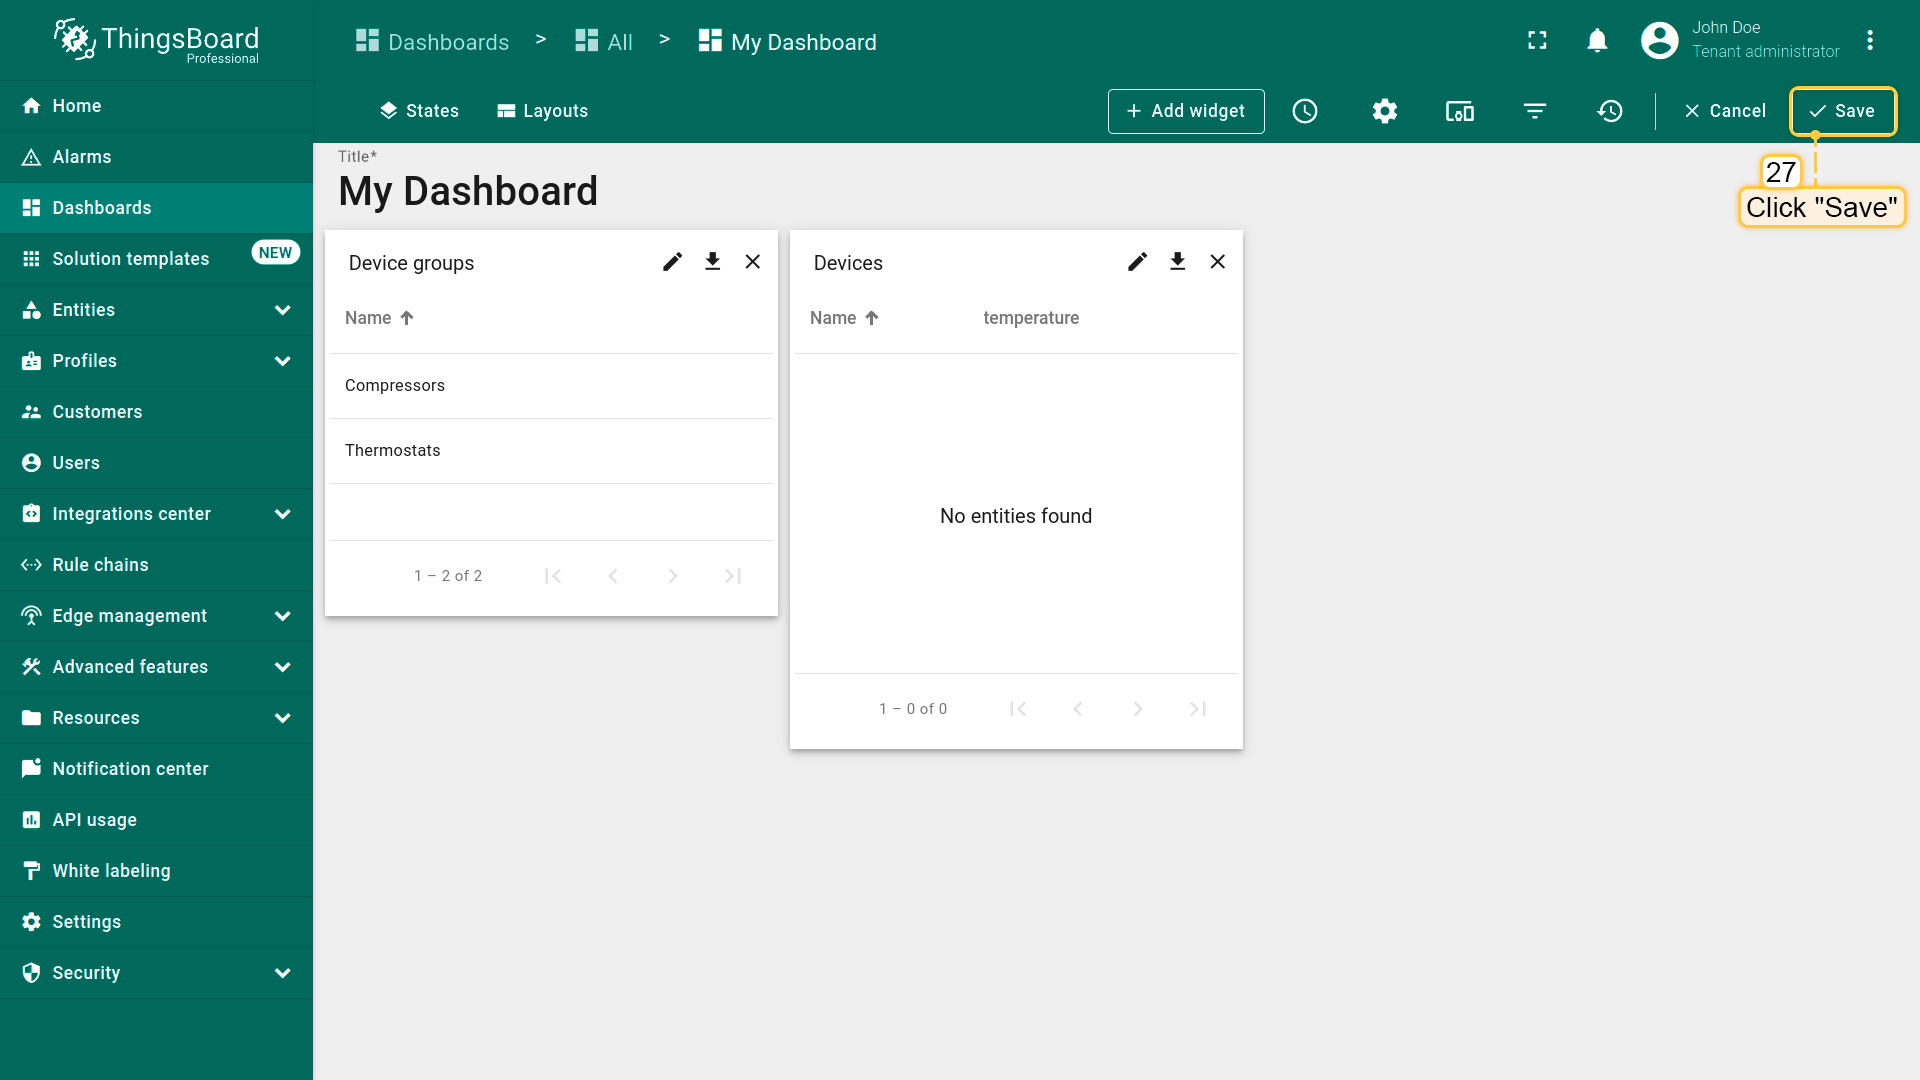 ThingsBoard
Professional
Dashboards > All > My Dashboard
John Doe
Tenant administrator
States
Layouts
+ Add widget
Cancel
Save
27
Click "Save"
Home
Alarms
Dashboards
Solution templates
NEW
Entities
Profiles
Customers
Users
Integrations center
Rule chains
Edge management
Advanced features
Resources
Notification center
API usage
White labeling
Settings
Security
Title*
My Dashboard
Device groups
Name
Compressors
Thermostats
1 – 2 of 2
Devices
Name temperature
No entities found
1 – 0 of 0